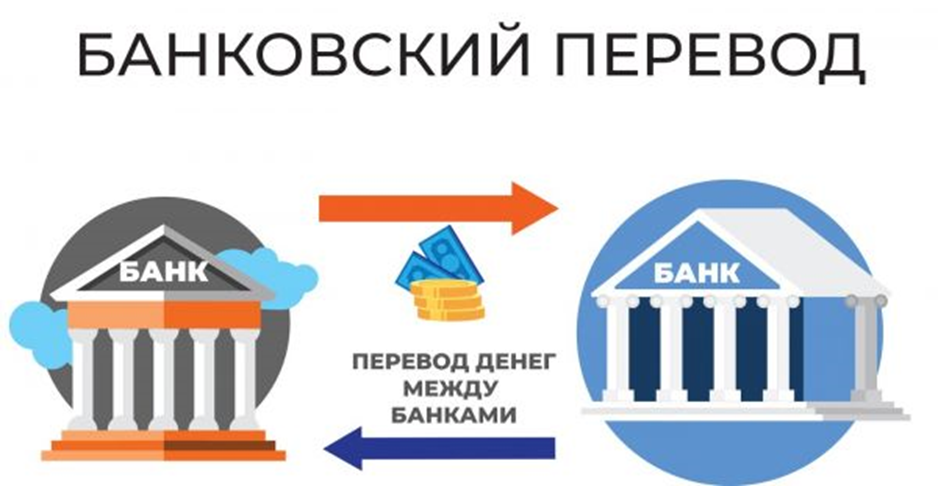 БАНКОВСКИЙ ПЕРЕВОД
БАНК
БАНК
ПЕРЕВОД ДЕНЕГ
МЕЖДУ
БАНКАМИ